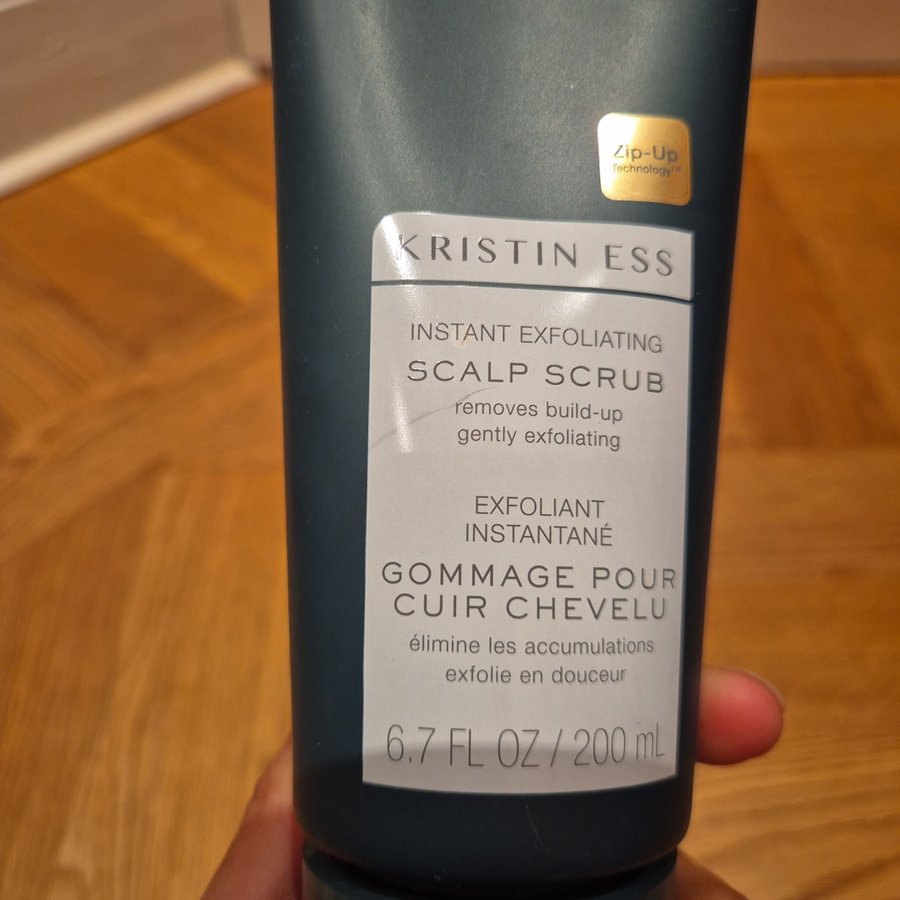 Zip-Up
Technology™
KRISTIN ESS
INSTANT EXFOLIATING
SCALP SCRUB
removes build-up
gently exfoliating
EXFOLIANT
INSTANTANÉ
GOMMAGE POUR
CUIR CHEVELU
élimine les accumulations
exfolie en douceur
6.7 FL OZ / 200 mL